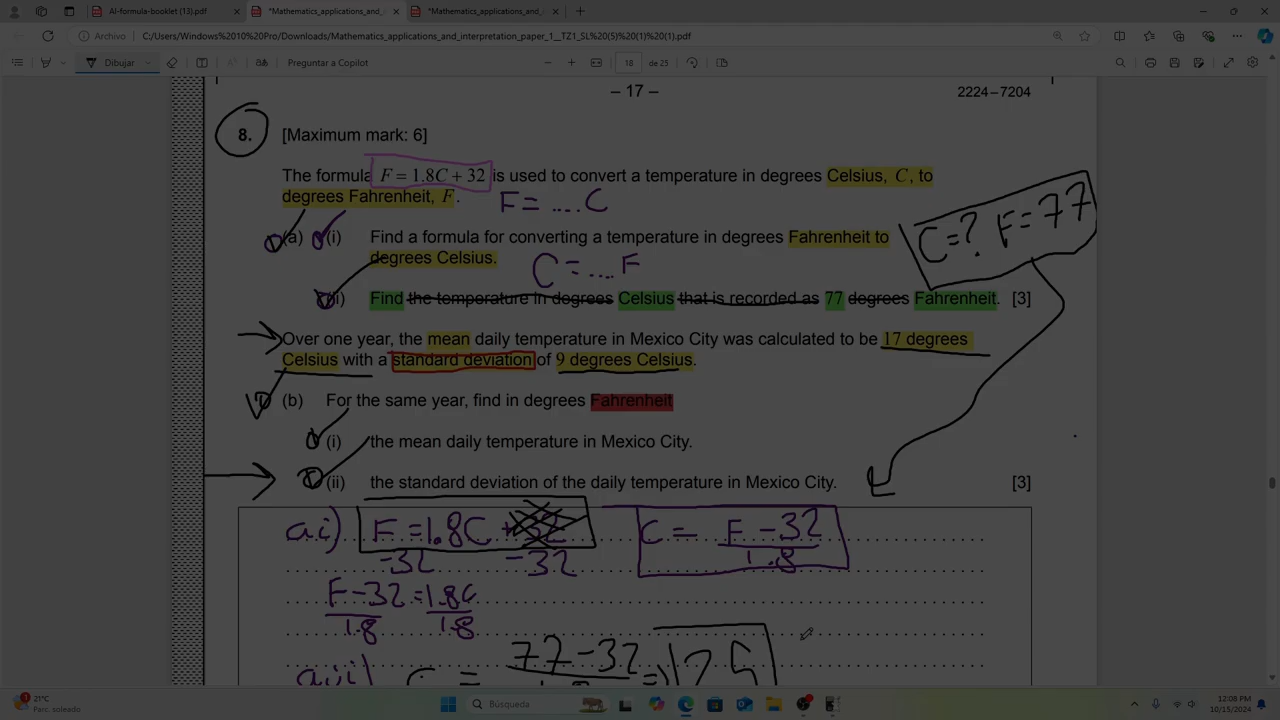 AI-formula-booklet (13).pdf
*Mathematics_applications_and_
*Mathematics_applications_and_
Archivo
C:/Users/Windows%2010%20Pro/Downloads/Mathematics_applications_and_interpretation_paper_1__TZ1_SL%20(5)%20(1)%20(1).pdf
Dibujar
Preguntar a Copilot
18 de 25
– 17 –
2224–7204
8. [Maximum mark: 6]
The formula F = 1.8C + 32 is used to convert a temperature in degrees Celsius, C, to
degrees Fahrenheit, F.
F = .... C
C=? F=77
(a) (i) Find a formula for converting a temperature in degrees Fahrenheit to
degrees Celsius.
C = .... F
Find the temperature in degrees Celsius that is recorded as 77 degrees Fahrenheit. [3]
Over one year, the mean daily temperature in Mexico City was calculated to be 17 degrees
Celsius with a standard deviation of 9 degrees Celsius.
(b) For the same year, find in degrees Fahrenheit
(i) the mean daily temperature in Mexico City.
(ii) the standard deviation of the daily temperature in Mexico City. [3]
ai) F = 1.8C + C = F - 32
-32 -32 1.8
F - 32 = 1.8C
1.8 1.8
77 - 32
aii) C = =
21°C
Parc. soleado
Búsqueda
12:08 PM
10/15/2024